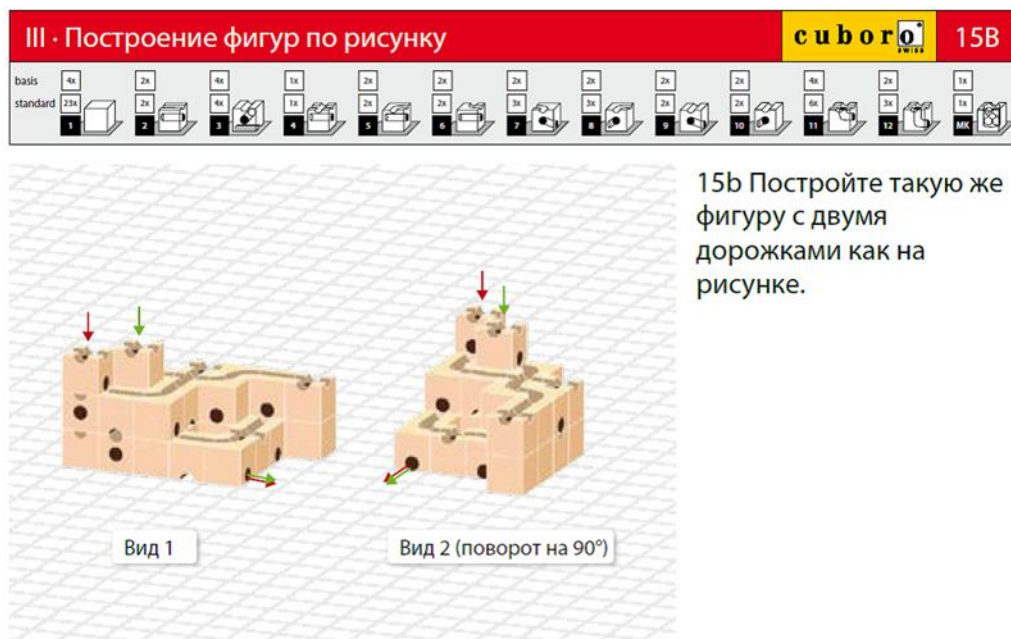 III · Построение фигур по рисунку
cuboro
SWISS
15B
basis 4x 2x 4x 1x 2x 2x 2x 2x 2x 2x 4x 2x 1x
standard 23x 2x 4x 1x 2x 2x 3x 3x 2x 2x 6x 3x 1x
1 2 3 4 5 6 7 8 9 10 11 12 MK
15b Постройте такую же
фигуру с двумя
дорожками как на
рисунке.
Вид 1
Вид 2 (поворот на 90°)